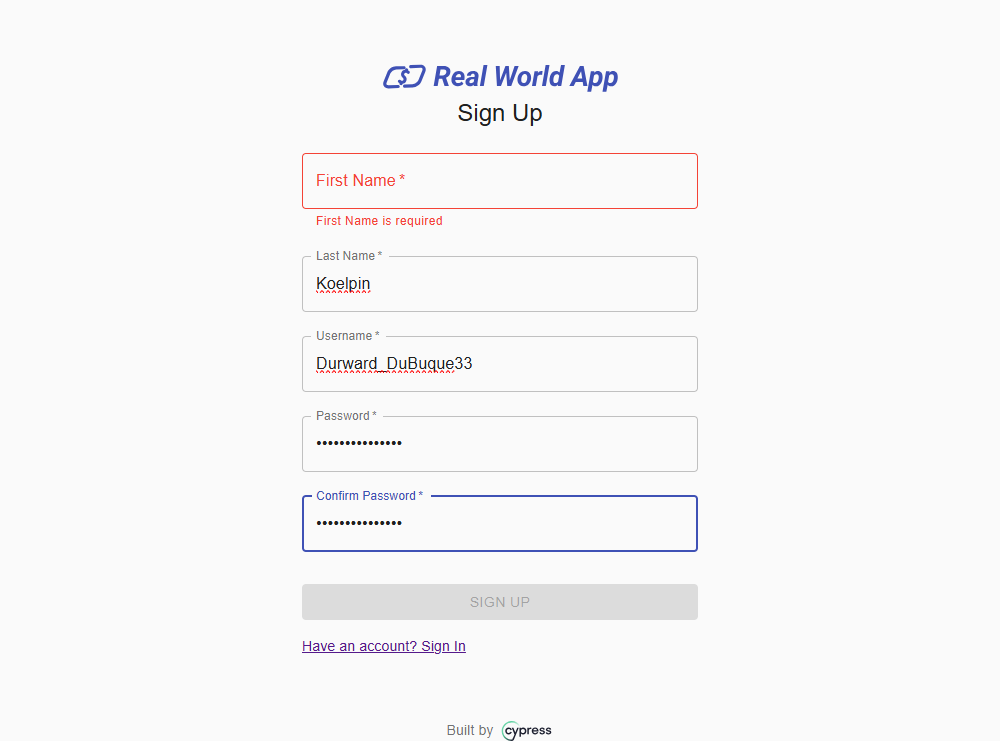 Real World App
Sign Up
First Name *
First Name is required
Last Name *
Koelpin
Username *
Durward_DuBuque33
Password *
•••••••••••••••
Confirm Password *
•••••••••••••••
SIGN UP
Have an account? Sign In
Built by cypress